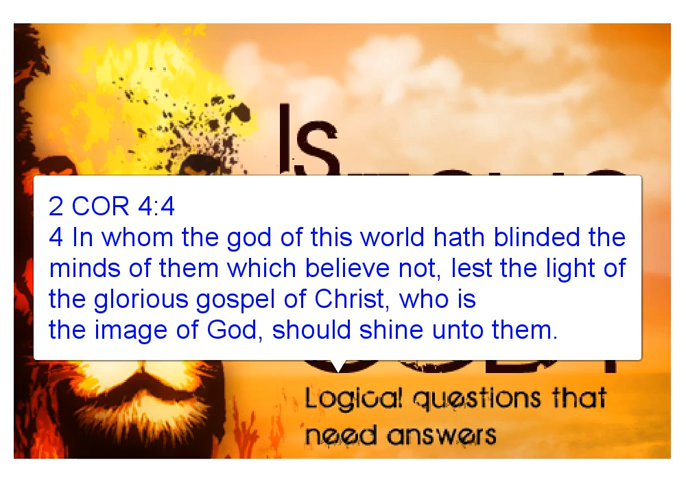 Is
2 COR 4:4
4 In whom the god of this world hath blinded the
minds of them which believe not, lest the light of
the glorious gospel of Christ, who is
the image of God, should shine unto them.
Logical questions that
need answers